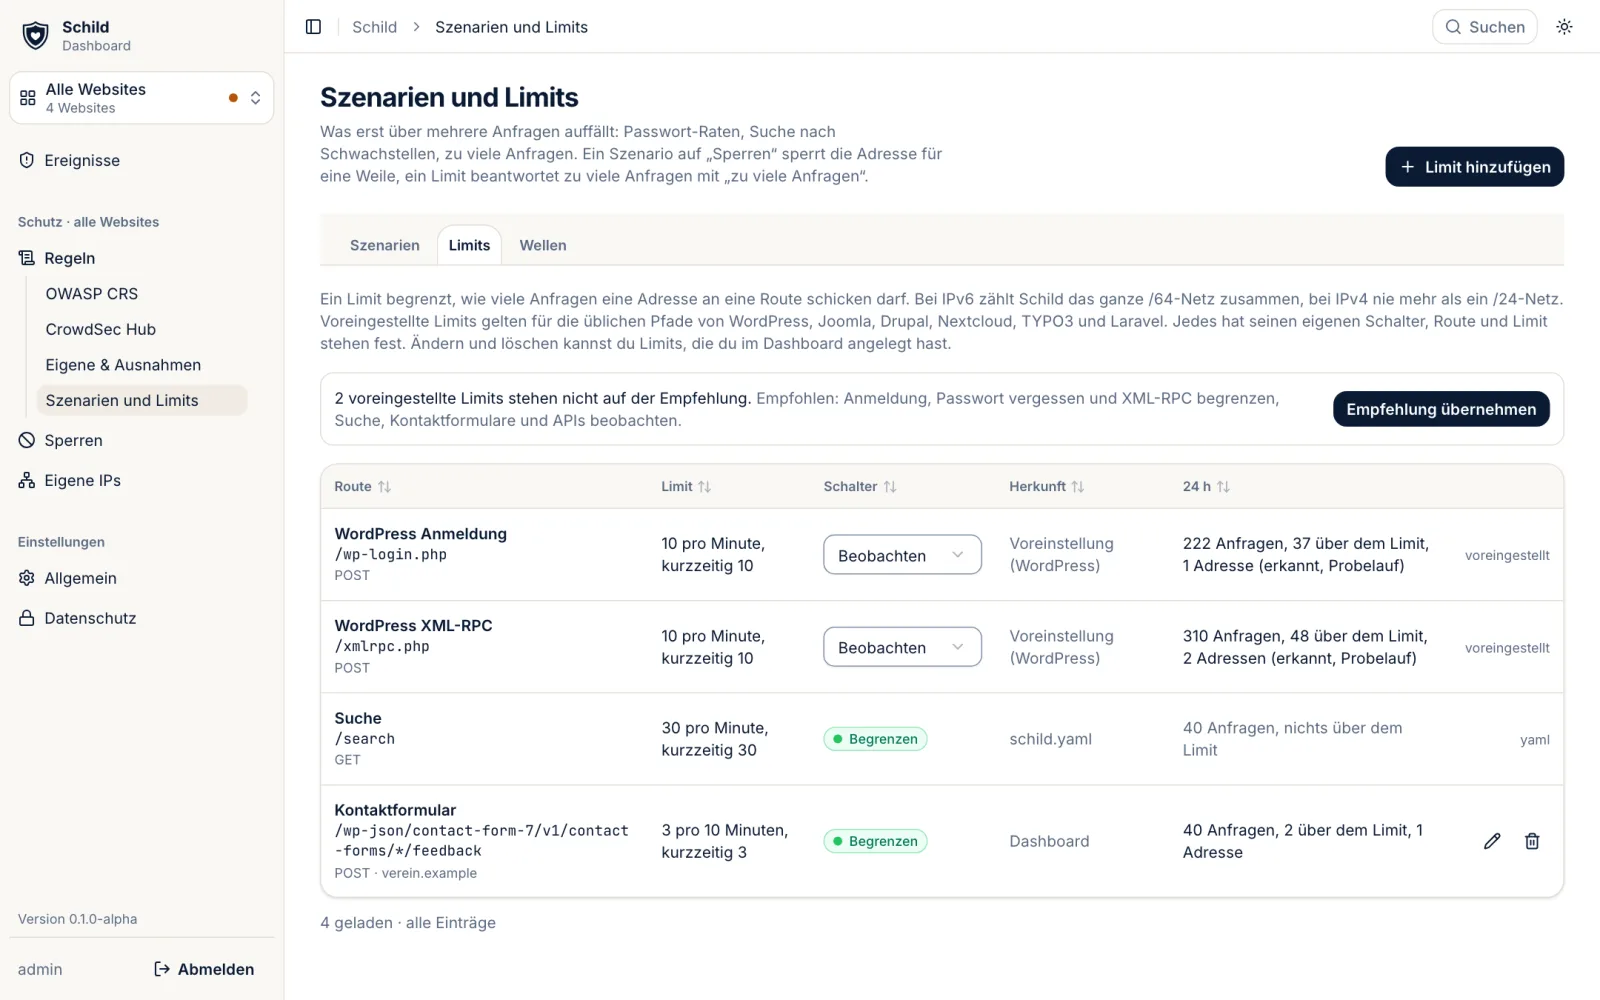 Schild
Dashboard
Alle Websites
4 Websites
Ereignisse
Schutz · alle Websites
Regeln
OWASP CRS
CrowdSec Hub
Eigene & Ausnahmen
Szenarien und Limits
Sperren
Eigene IPs
Einstellungen
Allgemein
Datenschutz
Version 0.1.0-alpha
admin
Abmelden
Schild
Szenarien und Limits
Suchen
Szenarien und Limits
Was erst über mehrere Anfragen auffällt: Passwort-Raten, Suche nach
Schwachstellen, zu viele Anfragen. Ein Szenario auf „Sperren“ sperrt die Adresse für
eine Weile, ein Limit beantwortet zu viele Anfragen mit „zu viele Anfragen“.
Limit hinzufügen
Szenarien
Limits
Wellen
Ein Limit begrenzt, wie viele Anfragen eine Adresse an eine Route schicken darf. Bei IPv6 zählt Schild das ganze /64-Netz zusammen, bei IPv4 nie mehr als ein /24-Netz.
Voreingestellte Limits gelten für die üblichen Pfade von WordPress, Joomla, Drupal, Nextcloud, TYPO3 und Laravel. Jedes hat seinen eigenen Schalter, Route und Limit
stehen fest. Ändern und löschen kannst du Limits, die du im Dashboard angelegt hast.
2 voreingestellte Limits stehen nicht auf der Empfehlung. Empfohlen: Anmeldung, Passwort vergessen und XML-RPC begrenzen,
Suche, Kontaktformulare und APIs beobachten.
Empfehlung übernehmen
Route
Limit
Schalter
Herkunft
24 h
WordPress Anmeldung
/wp-login.php
POST
10 pro Minute,
kurzzeitig 10
Beobachten
Voreinstellung
(WordPress)
222 Anfragen, 37 über dem Limit,
1 Adresse (erkannt, Probelauf)
voreingestellt
WordPress XML-RPC
/xmlrpc.php
POST
10 pro Minute,
kurzzeitig 10
Beobachten
Voreinstellung
(WordPress)
310 Anfragen, 48 über dem Limit,
2 Adressen (erkannt, Probelauf)
voreingestellt
Suche
/search
GET
30 pro Minute,
kurzzeitig 30
Begrenzen
schild.yaml
40 Anfragen, nichts über dem
Limit
yaml
Kontaktformular
/wp-json/contact-form-7/v1/contact
-forms/*/feedback
POST · verein.example
3 pro 10 Minuten,
kurzzeitig 3
Begrenzen
Dashboard
40 Anfragen, 2 über dem Limit, 1
Adresse
4 geladen · alle Einträge